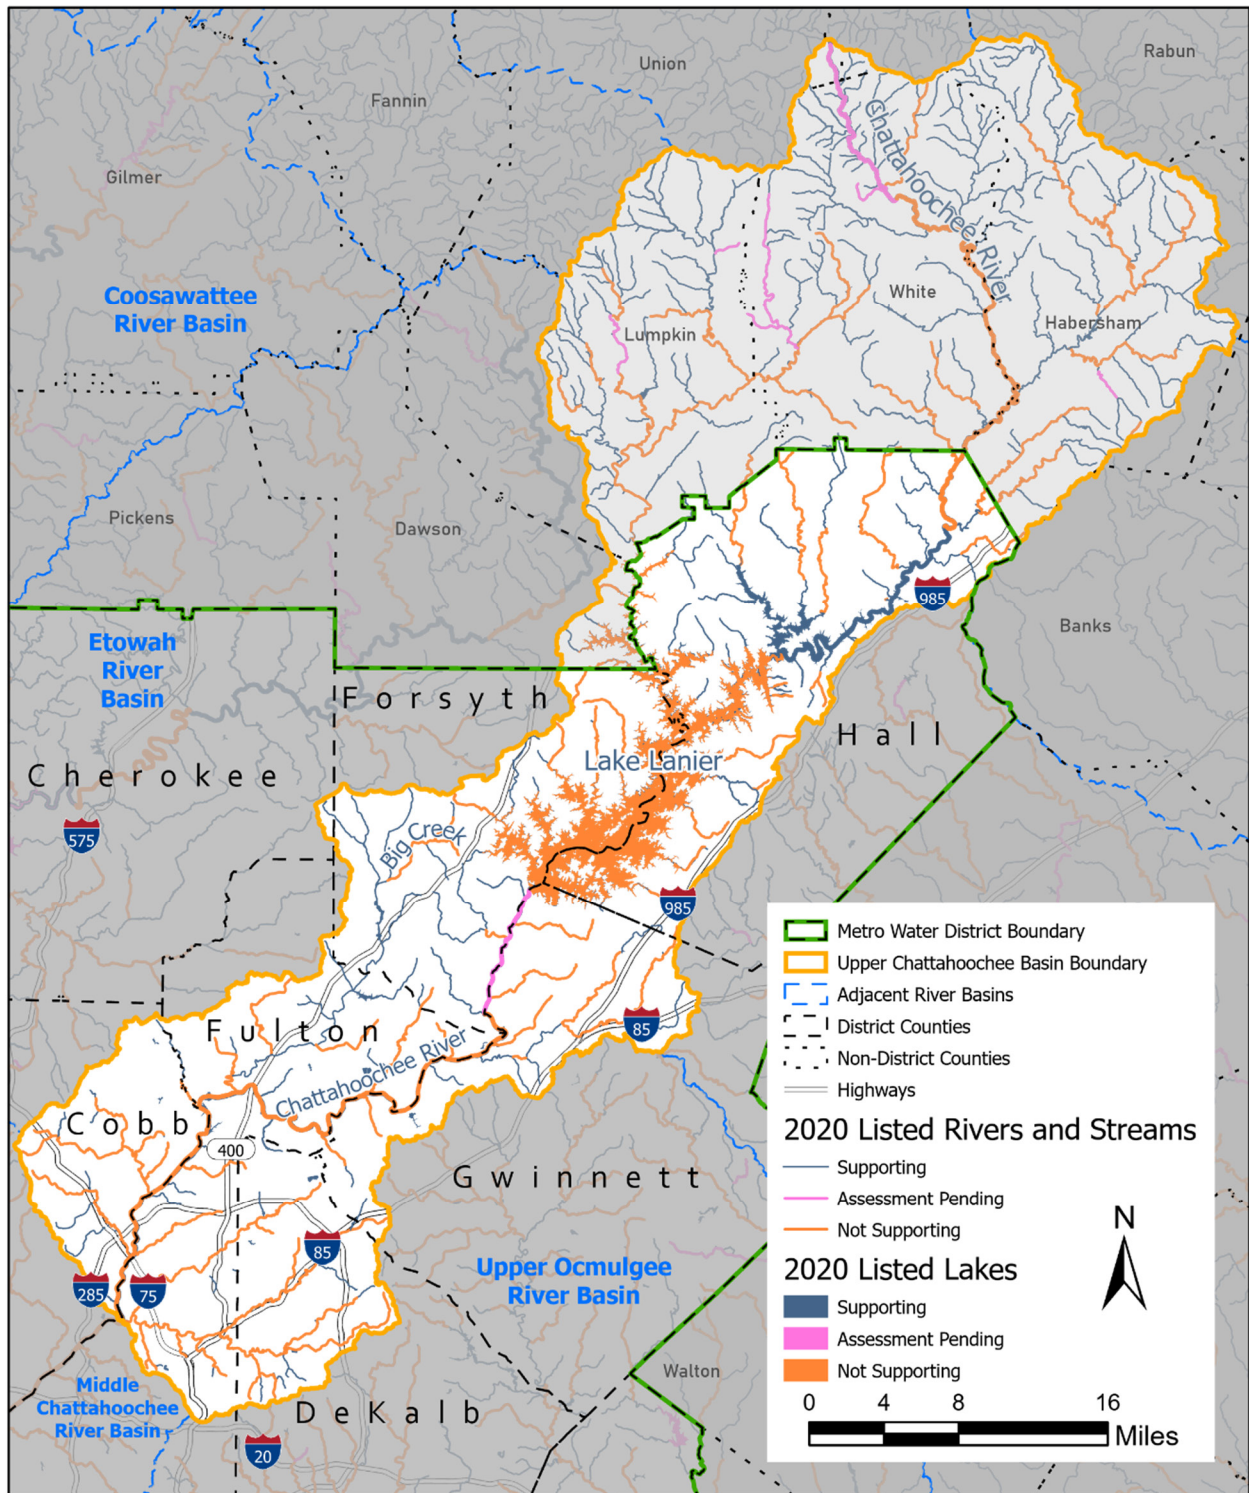 Union
Rabun
Fannin
Gilmer
Chattahoochee River
Coosawattee
River Basin
White
Lumpkin
Habersham
Pickens
Dawson
985
Etowah
River
Basin
Banks
Forsyth
Hall
Cherokee
Lake Lanier
575
Big Creek
985
85
Fulton
Chattahoochee River
Cobb
400
Gwinnett
85
285
75
Upper Ocmulgee
River Basin
Walton
Middle
Chattahoochee
River Basin
DeKalb
20
Metro Water District Boundary
Upper Chattahoochee Basin Boundary
Adjacent River Basins
District Counties
Non-District Counties
Highways
2020 Listed Rivers and Streams
Supporting
Assessment Pending
Not Supporting
N
2020 Listed Lakes
Supporting
Assessment Pending
Not Supporting
0 4 8 16
Miles